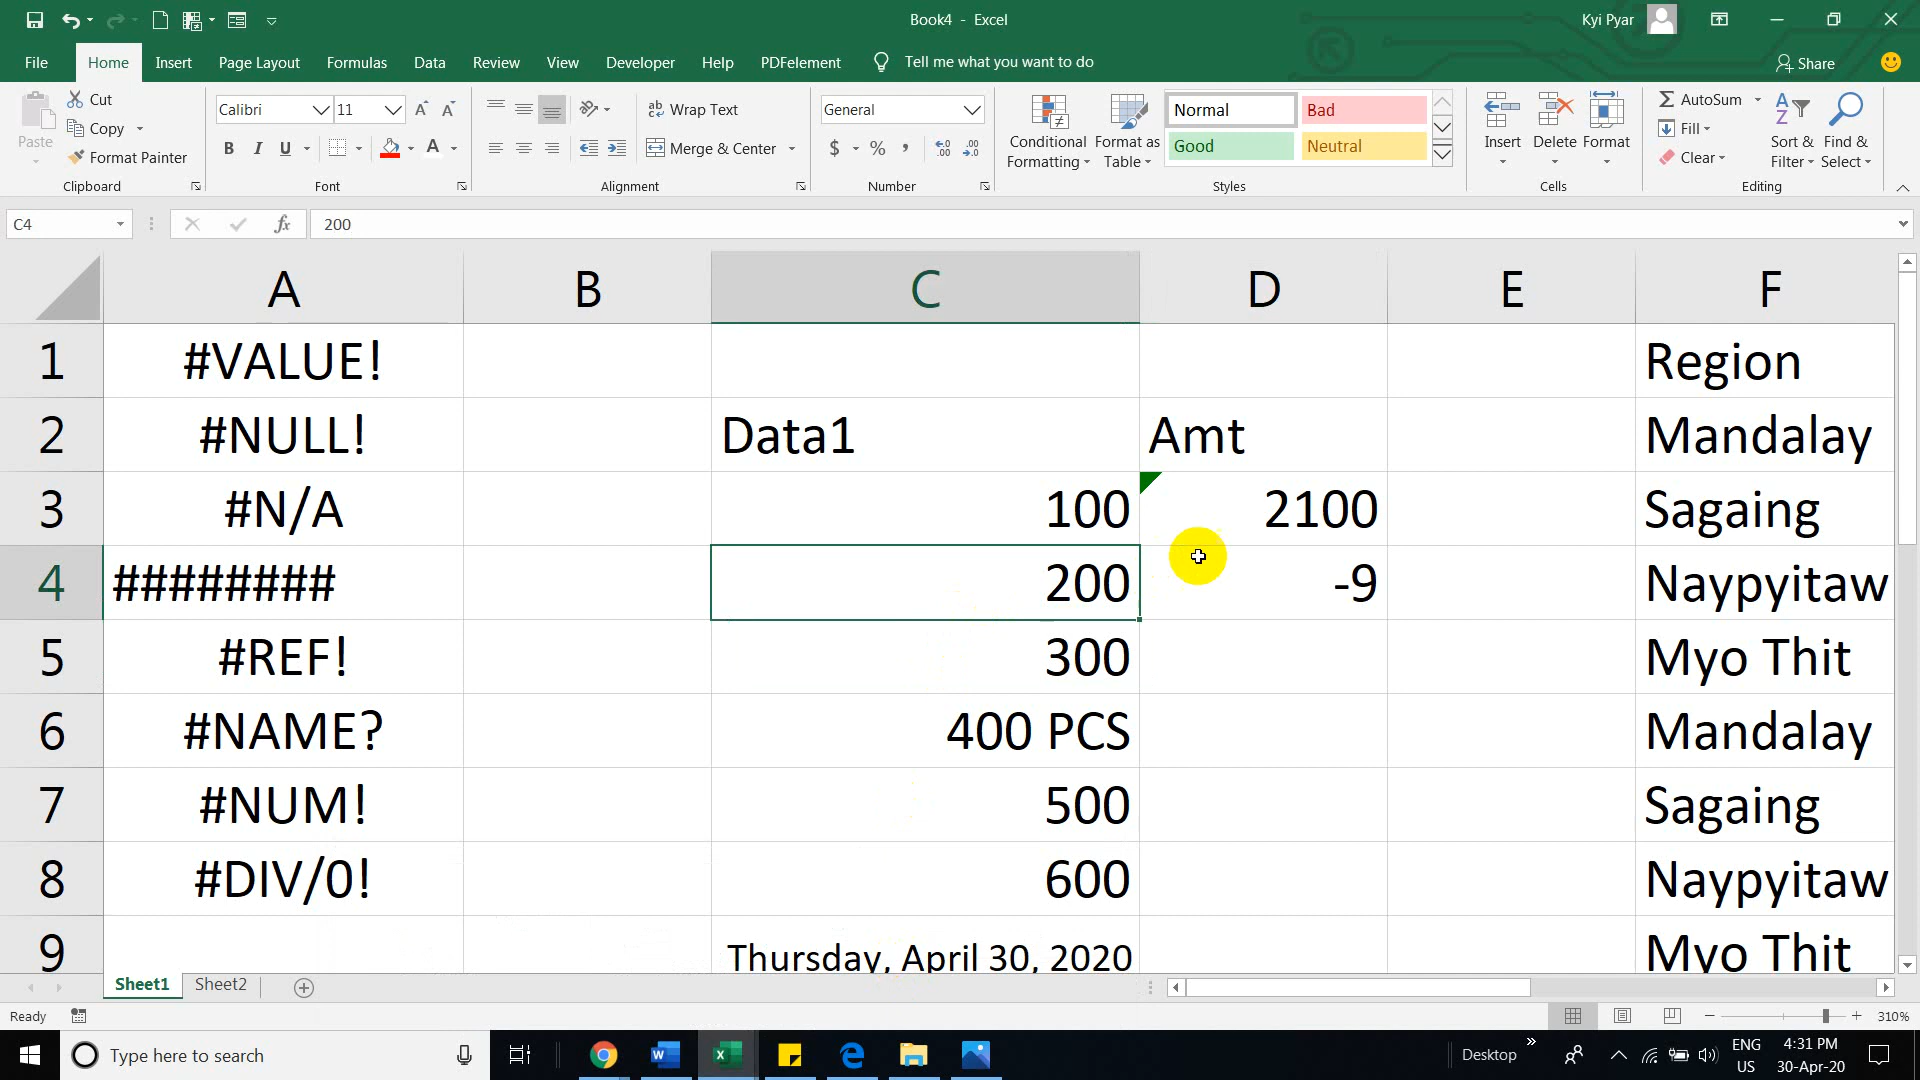 Book4 - Excel
Kyi Pyar
File Home Insert Page Layout Formulas Data Review View Developer Help PDFelement Tell me what you want to do Share
Paste
Cut
Copy
Format Painter
Clipboard
Calibri 11
B I U A
Font
Wrap Text
Merge & Center
Alignment
General
$ % ,
Number
Conditional Formatting
Format as Table
Normal Bad
Good Neutral
Styles
Insert Delete Format
Cells
AutoSum
Fill
Clear
Sort & Filter
Find & Select
Editing
C4 fx 200
A B C D E F
1 #VALUE! Region
2 #NULL! Data1 Amt Mandalay
3 #N/A 100 2100 Sagaing
4 ######## 200 -9 Naypyitaw
5 #REF! 300 Myo Thit
6 #NAME? 400 PCS Mandalay
7 #NUM! 500 Sagaing
8 #DIV/0! 600 Naypyitaw
9 Thursday, April 30, 2020 Myo Thit
Sheet1 Sheet2
Ready 310%
Type here to search
Desktop
ENG
US
4:31 PM
30-Apr-20